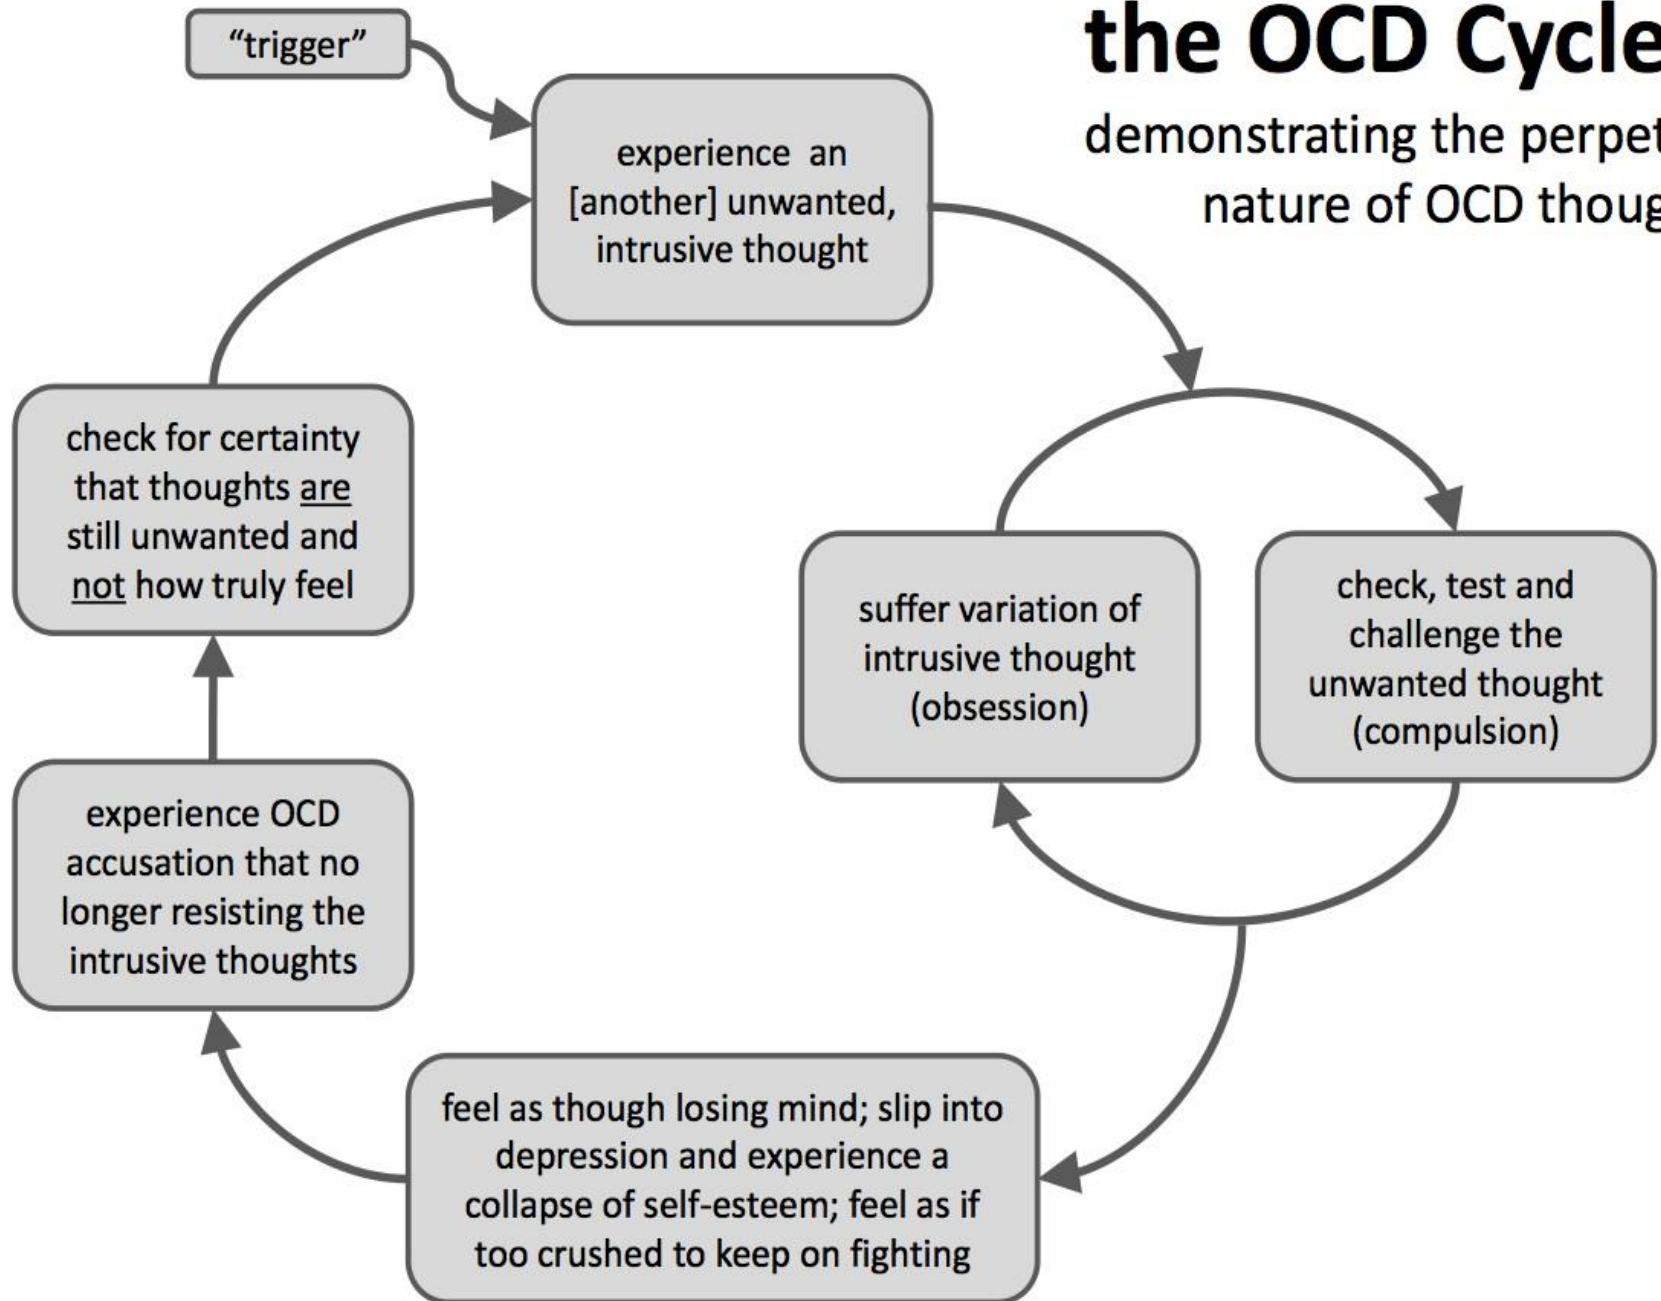 the OCD Cycle
demonstrating the perpet
nature of OCD thoug
“trigger”
experience an
[another] unwanted,
intrusive thought
suffer variation of
intrusive thought
(obsession)
check, test and
challenge the
unwanted thought
(compulsion)
feel as though losing mind; slip into
depression and experience a
collapse of self-esteem; feel as if
too crushed to keep on fighting
experience OCD
accusation that no
longer resisting the
intrusive thoughts
check for certainty
that thoughts are
still unwanted and
not how truly feel